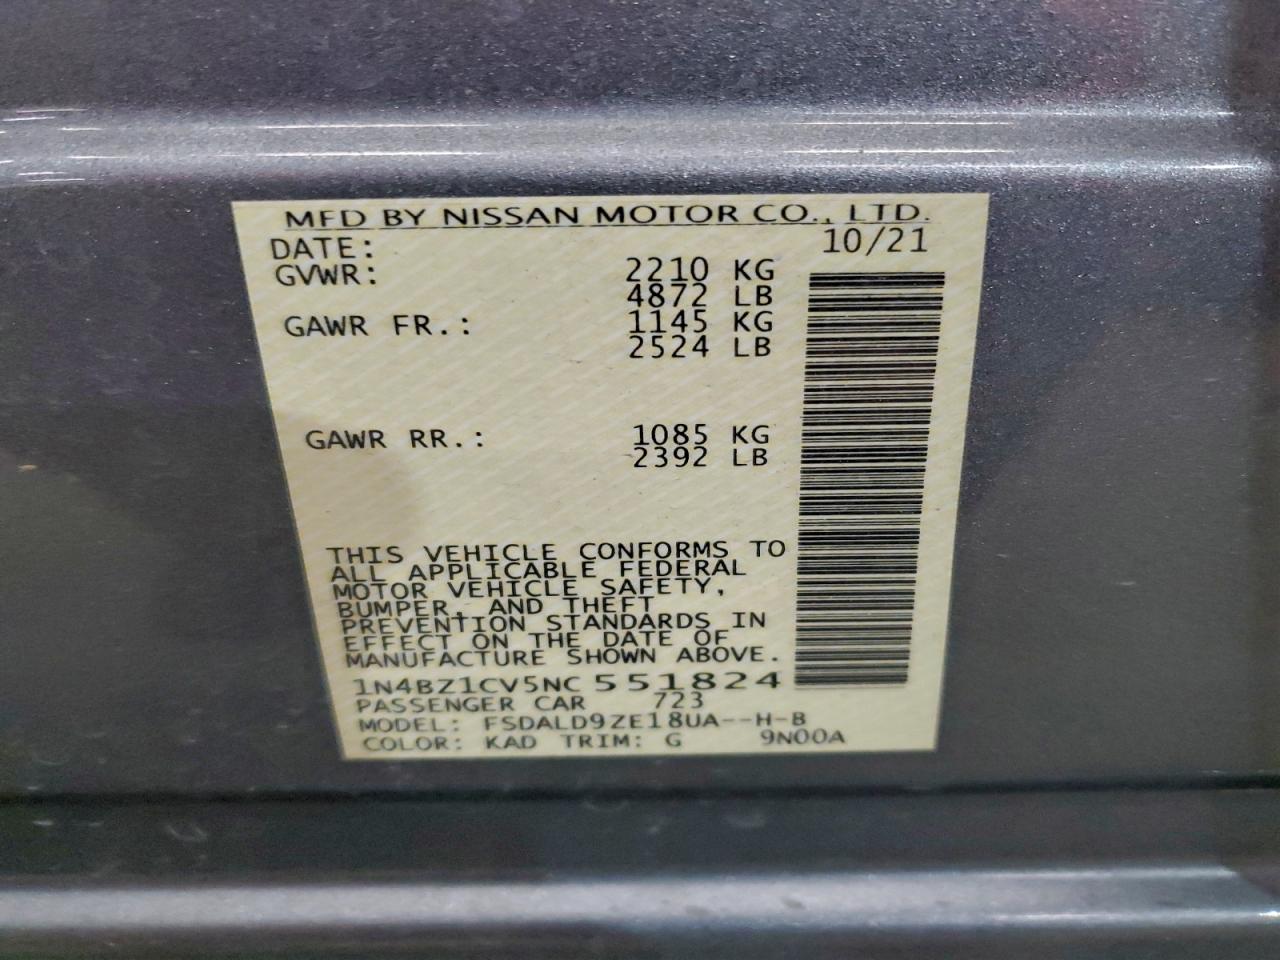 MFD BY NISSAN MOTOR CO., LTD.
DATE: 10/21
GVWR: 2210 KG
4872 LB
GAWR FR.: 1145 KG
2524 LB
GAWR RR.: 1085 KG
2392 LB
THIS VEHICLE CONFORMS TO
ALL APPLICABLE FEDERAL
MOTOR VEHICLE SAFETY,
BUMPER, AND THEFT
PREVENTION STANDARDS IN
EFFECT ON THE DATE OF
MANUFACTURE SHOWN ABOVE.
1N4BZ1CV5NC551824
PASSENGER CAR 723
MODEL: FSDALD9ZE18UA--H-B
COLOR: KAD TRIM: G 9N00A